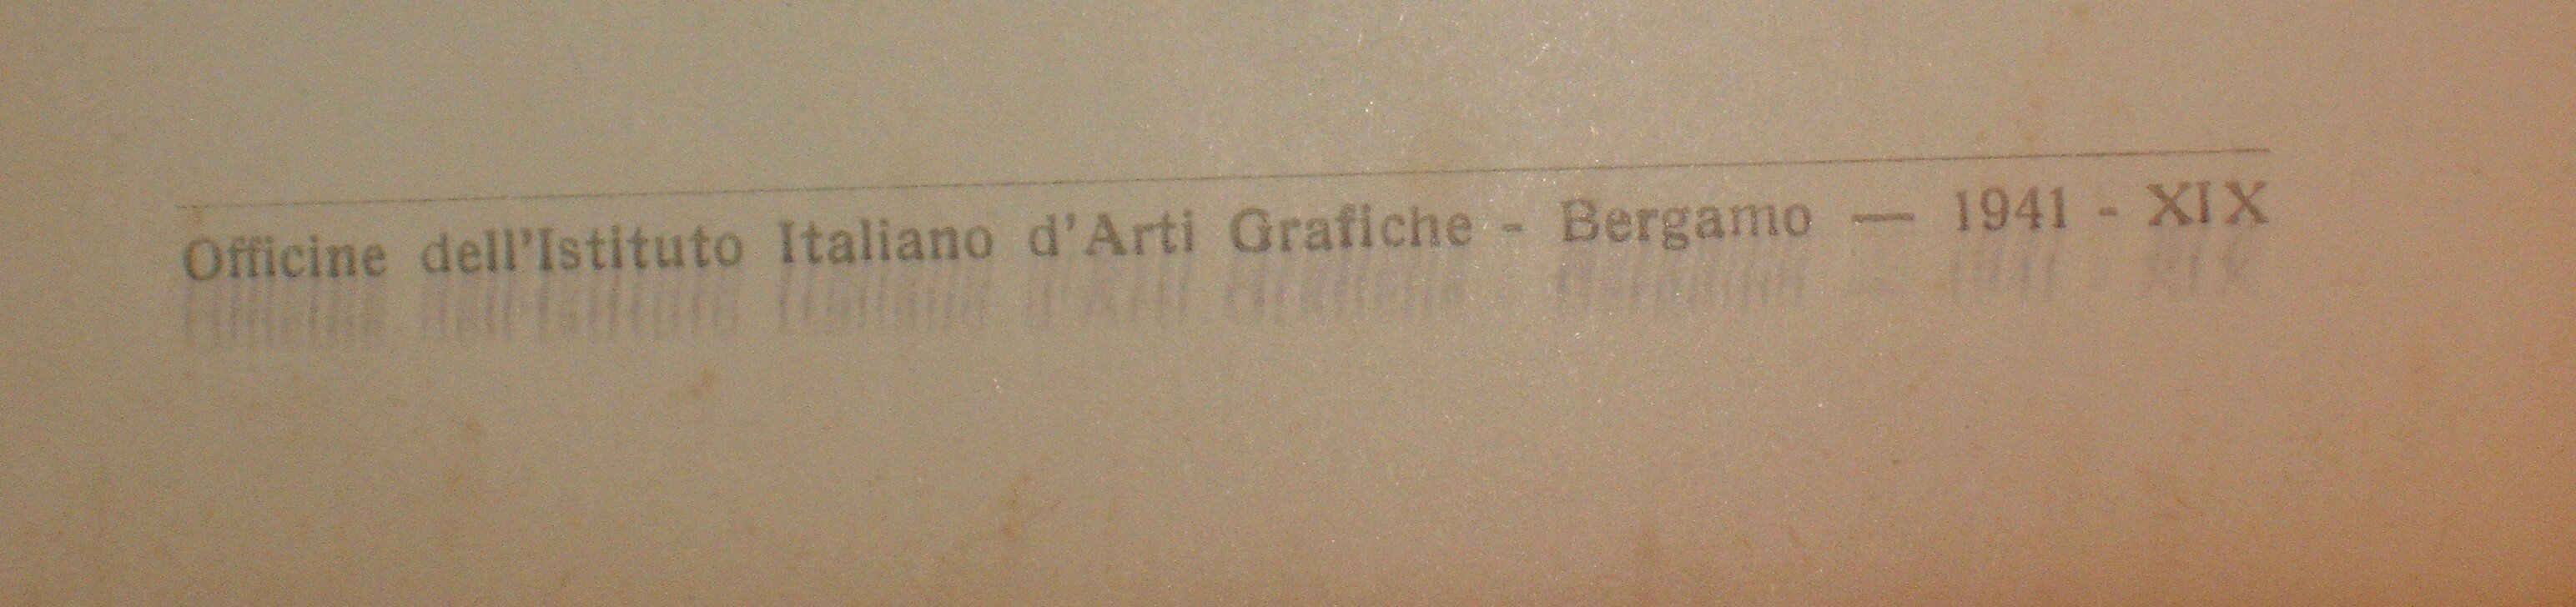 Officine dell'Istituto Italiano d'Arti Grafiche - Bergamo — 1941 - XIX